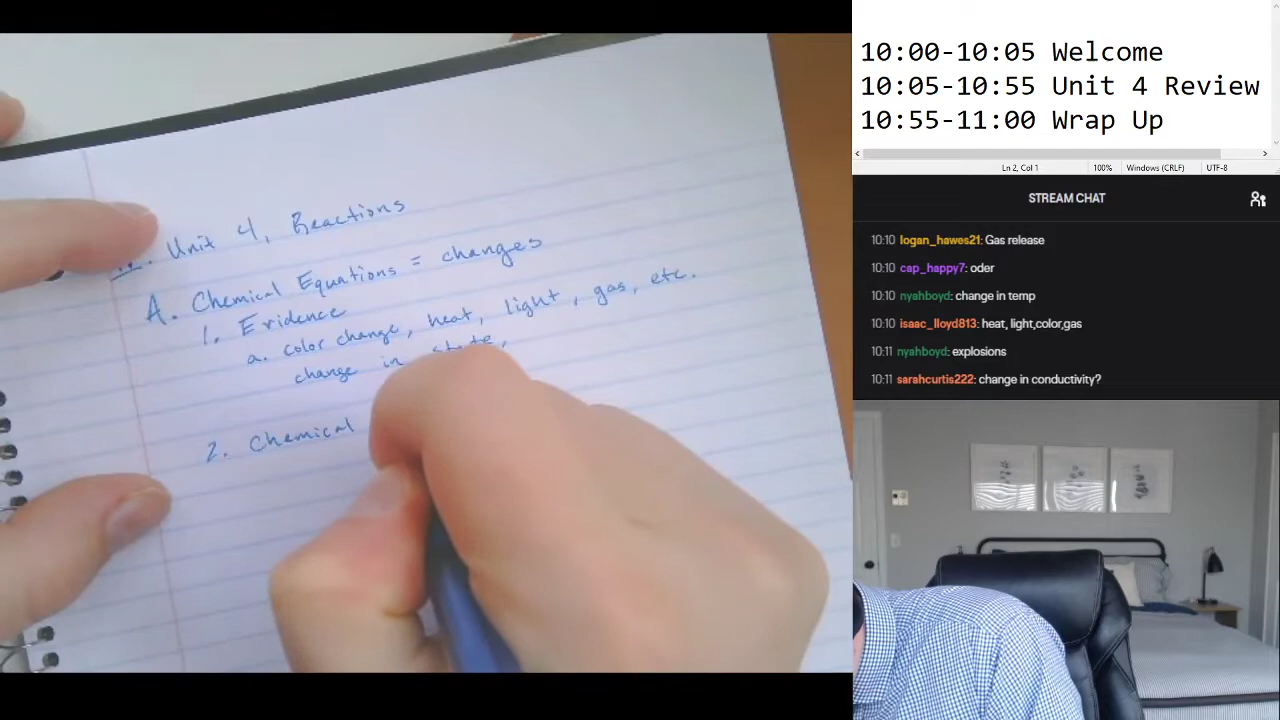 Unit 4, Reactions
A. Chemical Equations = changes
1. Evidence
a. color change, heat, light, gas, etc.
change in state,
2. Chemical
10:00-10:05 Welcome
10:05-10:55 Unit 4 Review
10:55-11:00 Wrap Up
Ln 2, Col 1 100% Windows (CRLF) UTF-8
STREAM CHAT
10:10 logan_hawes21: Gas release
10:10 cap_happy7: oder
10:10 nyahboyd: change in temp
10:10 isaac_lloyd813: heat, light,color,gas
10:11 nyahboyd: explosions
10:11 sarahcurtis222: change in conductivity?